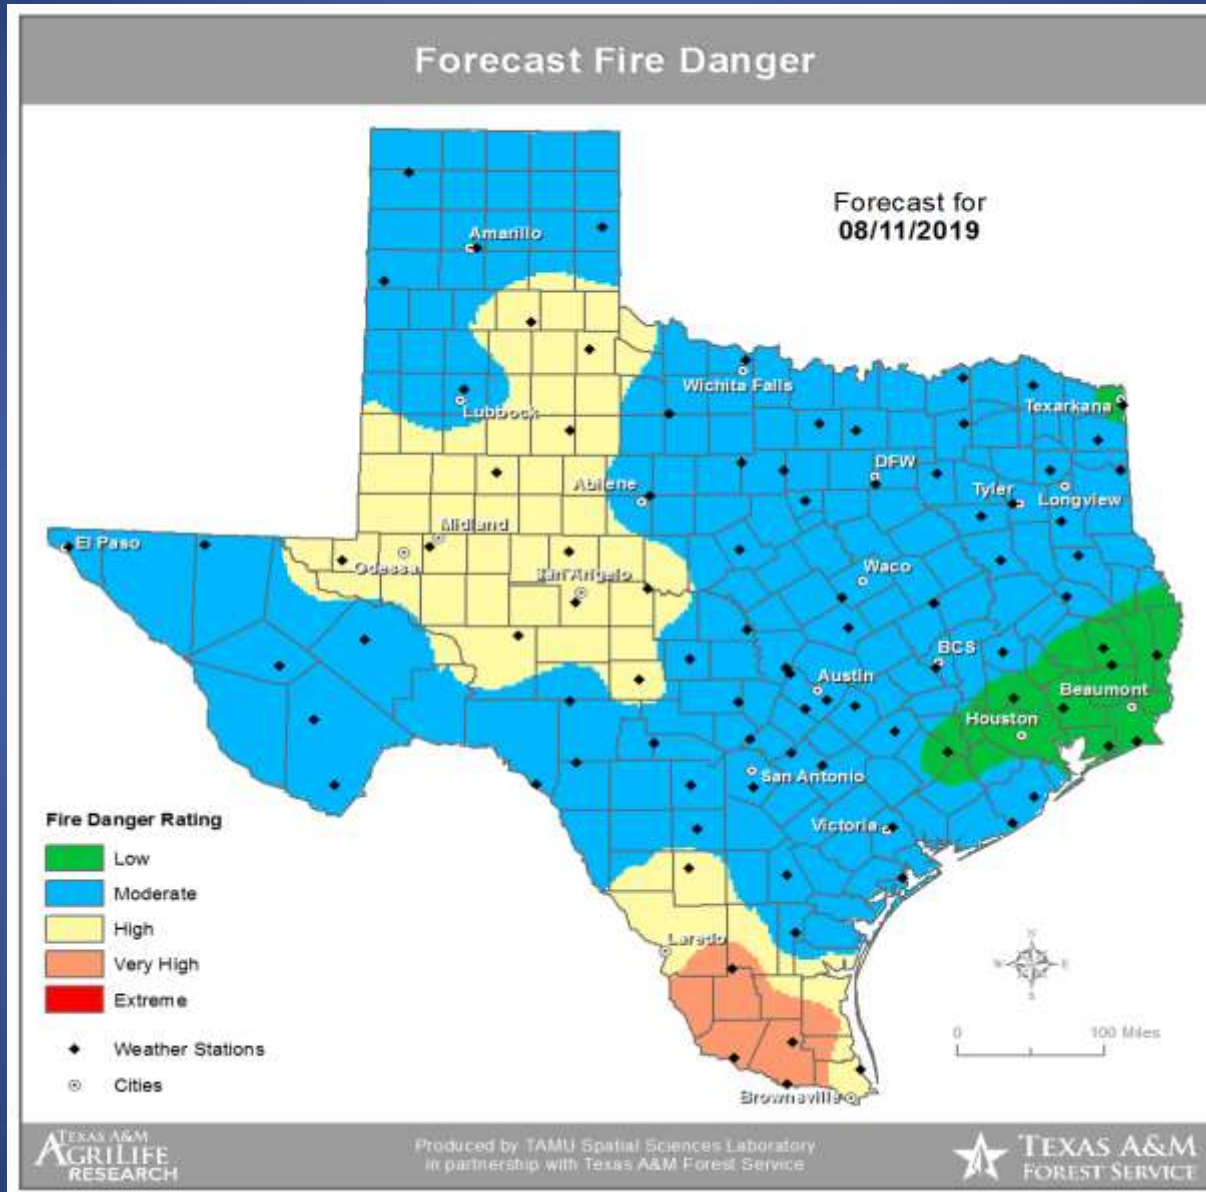 Forecast Fire Danger
Forecast for
08/11/2019
Amarillo
Wichita Falls
Texarkana
Lubbock
DFW
Abilene
Tyler
Longview
Midland
El Paso
Odessa
San Angelo
Waco
BCS
Austin
Beaumont
Houston
San Antonio
Victoria
Laredo
Brownsville
Fire Danger Rating
Low
Moderate
High
Very High
Extreme
Weather Stations
Cities
N
W E
S
0 100 Miles
TEXAS A&M
AGRILIFE
RESEARCH
Produced by TAMU Spatial Sciences Laboratory
in partnership with Texas A&M Forest Service
TEXAS A&M
FOREST SERVICE